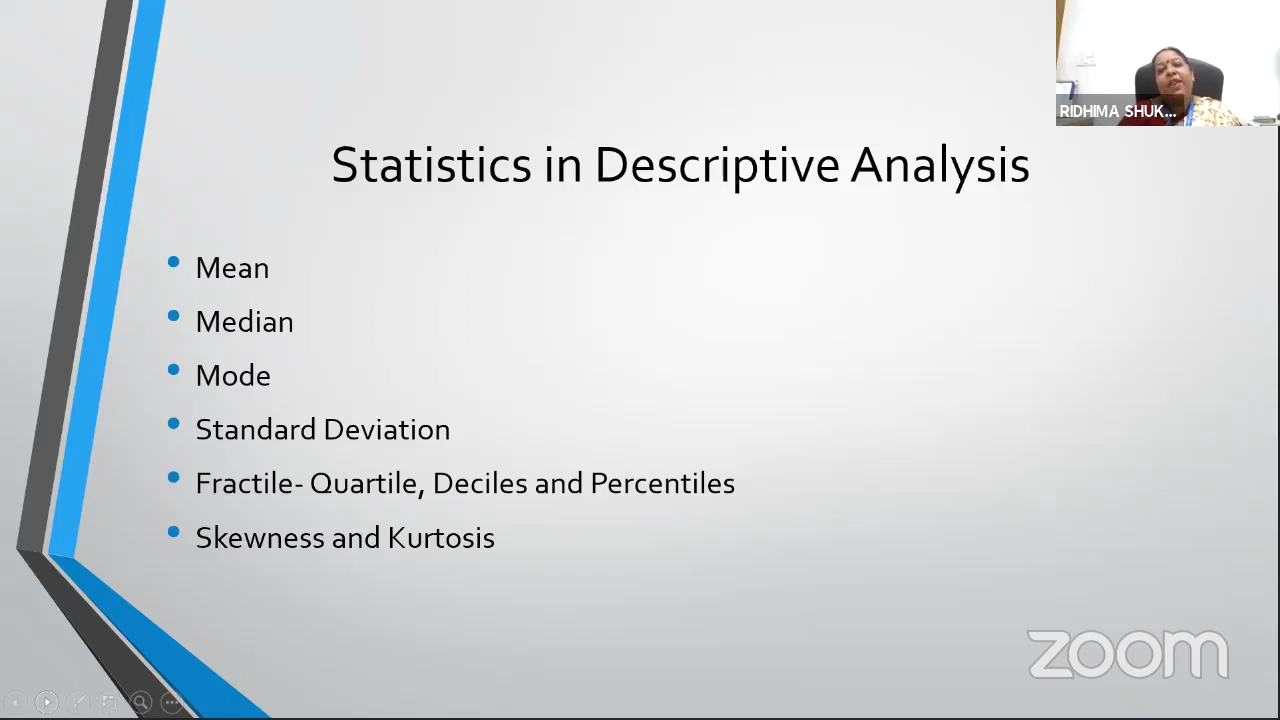 RIDHIMA SHUK...
Statistics in Descriptive Analysis
Mean
Median
Mode
Standard Deviation
Fractile- Quartile, Deciles and Percentiles
Skewness and Kurtosis
zoom